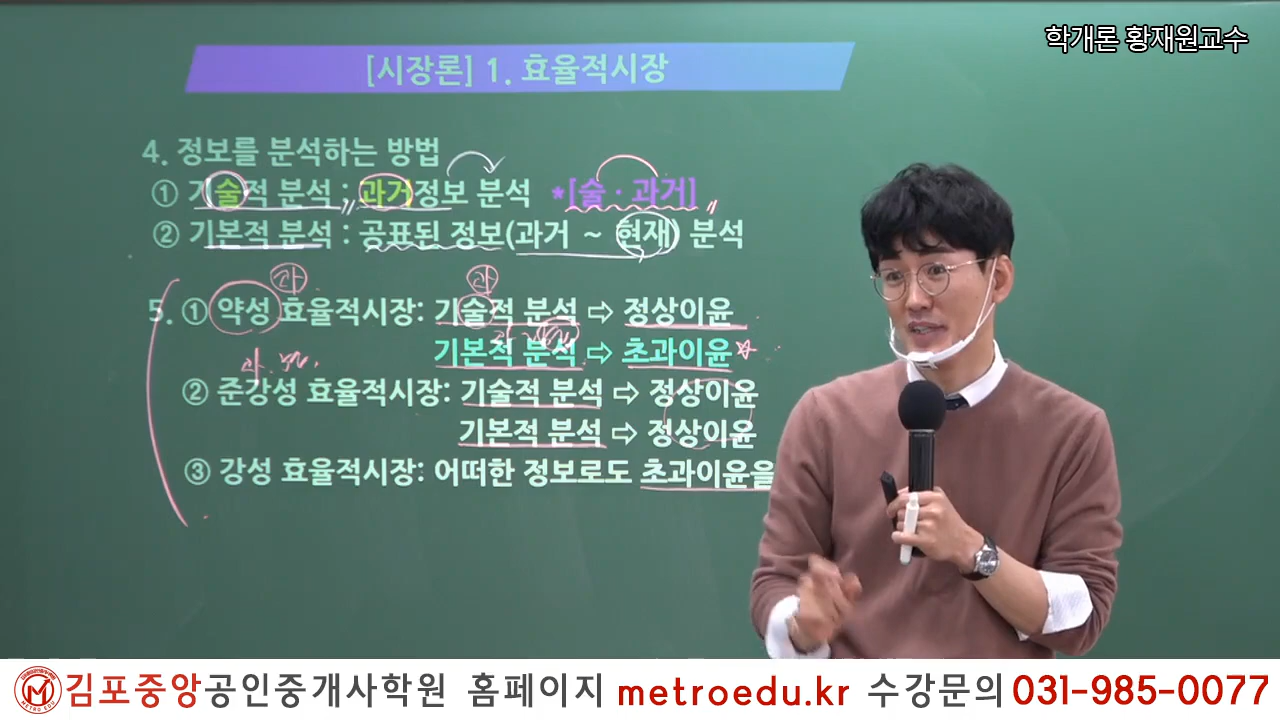 학개론 황재원교수
[시장론] 1. 효율적시장
4. 정보를 분석하는 방법
① 기술적 분석 : 과거정보 분석 *[술 · 과거]
② 기본적 분석 : 공표된 정보(과거 ~ 현재) 분석
과 과
5. ① 약성 효율적시장: 기술적 분석 ⇨ 정상이윤
기본적 분석 ⇨ 초과이윤
② 준강성 효율적시장: 기술적 분석 ⇨ 정상이윤
기본적 분석 ⇨ 정상이윤
③ 강성 효율적시장: 어떠한 정보로도 초과이윤을
METRO EDU
김포중앙공인중개사학원 홈페이지 metroedu.kr 수강문의 031-985-0077